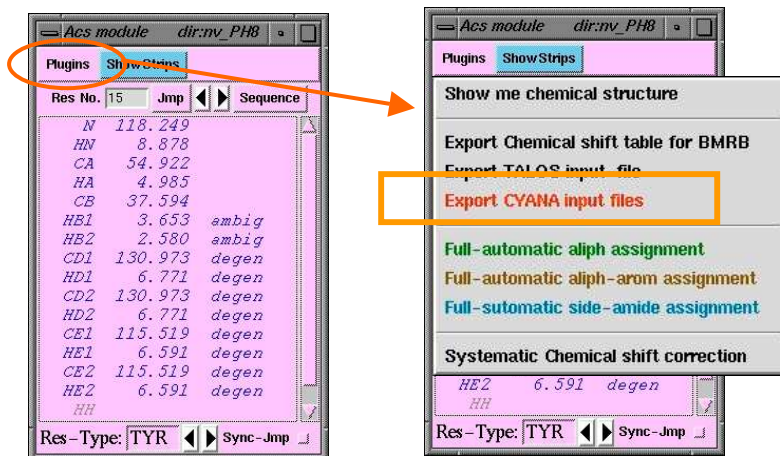 Acs module dir:nv_PH8
Plugins ShowStrips
Res No. 15 Jmp Sequence
N 118.249
HN 8.878
CA 54.922
HA 4.985
CB 37.594
HB1 3.653 ambig
HB2 2.580 ambig
CD1 130.973 degen
HD1 6.771 degen
CD2 130.973 degen
HD2 6.771 degen
CE1 115.519 degen
HE1 6.591 degen
CE2 115.519 degen
HE2 6.591 degen
HH
Res-Type: TYR Sync-Jmp
Acs module dir:nv_PH8
Plugins ShowStrips
Show me chemical structure
Export Chemical shift table for BMRB
Export TALOS input file
Export CYANA input files
Full-automatic aliph assignment
Full-automatic aliph-arom assignment
Full-sutomatic side-amide assignment
Systematic Chemical shift correction
HE2 6.591 degen
HH
Res-Type: TYR Sync-Jmp